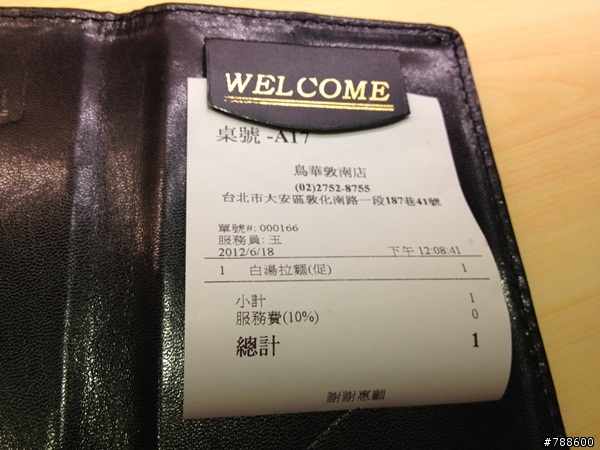 WELCOME
桌號 -A17
鳥華敦南店
(02)2752-8755
台北市大安區敦化南路一段187巷41號
單號#: 000166
服務員: 玉
2012/6/18 下午 12:08:41
1 白湯拉麵(促) 1
小計 1
服務費(10%) 0
總計 1
謝謝惠顧
#788600